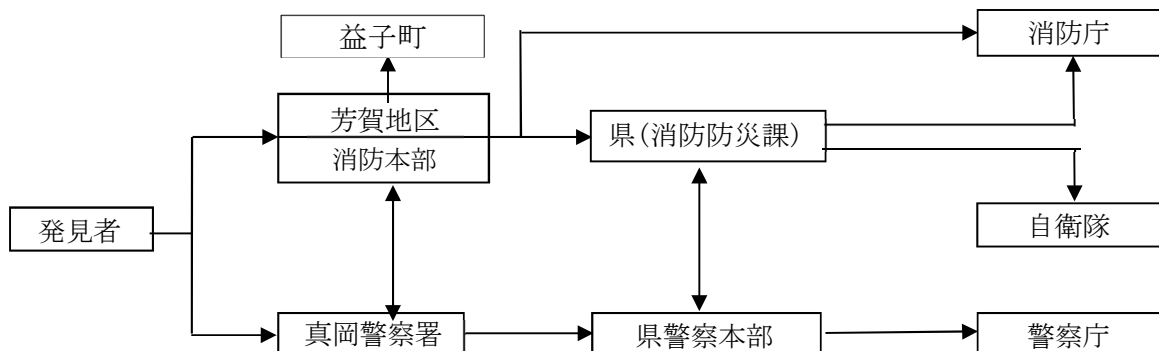 益子町
消防庁
芳賀地区
消防本部
県（消防防災課）
発見者
自衛隊
真岡警察署
県警察本部
警察庁